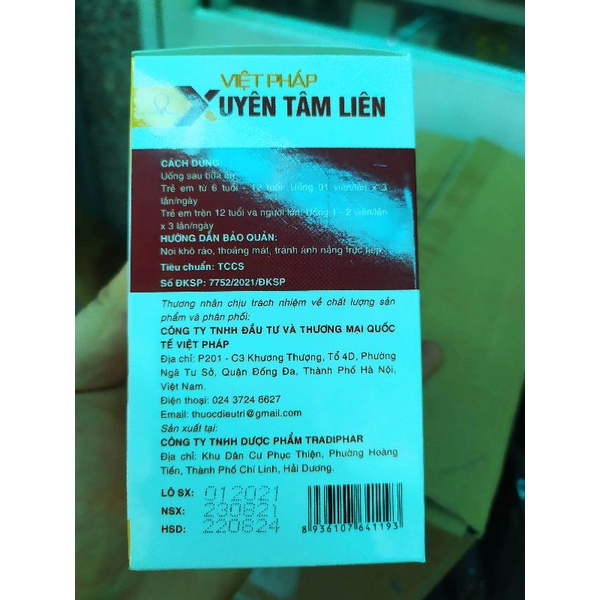 VIỆT PHÁP
XUYÊN TÂM LIÊN
CÁCH DÙNG:
Uống sau bữa ăn
Trẻ em từ 6 tuổi - 12 tuổi: Uống 01 viên/lần x 3
lần/ngày
Trẻ em trên 12 tuổi và người lớn: Uống 1 - 2 viên/lần
x 3 lần/ngày
HƯỚNG DẪN BẢO QUẢN:
Nơi khô ráo, thoáng mát, tránh ánh nắng trực tiếp
Tiêu chuẩn: TCCS
Số ĐKSP: 7752/2021/ĐKSP
Thương nhân chịu trách nhiệm về chất lượng sản
phẩm và phân phối:
CÔNG TY TNHH ĐẦU TƯ VÀ THƯƠNG MẠI QUỐC
TẾ VIỆT PHÁP
Địa chỉ: P201 - C3 Khương Thượng, Tổ 4D, Phường
Ngã Tư Sở, Quận Đống Đa, Thành Phố Hà Nội,
Việt Nam.
Điện thoại: 024 3724 6627
Email: thuocdieutri@gmail.com
Sản xuất tại:
CÔNG TY TNHH DƯỢC PHẨM TRADIPHAR
Địa chỉ: Khu Dân Cư Phục Thiện, Phường Hoàng
Tiến, Thành Phố Chí Linh, Hải Dương.
LÔ SX: 012021
NSX: 230821
HSD: 220824
8 936107 641193